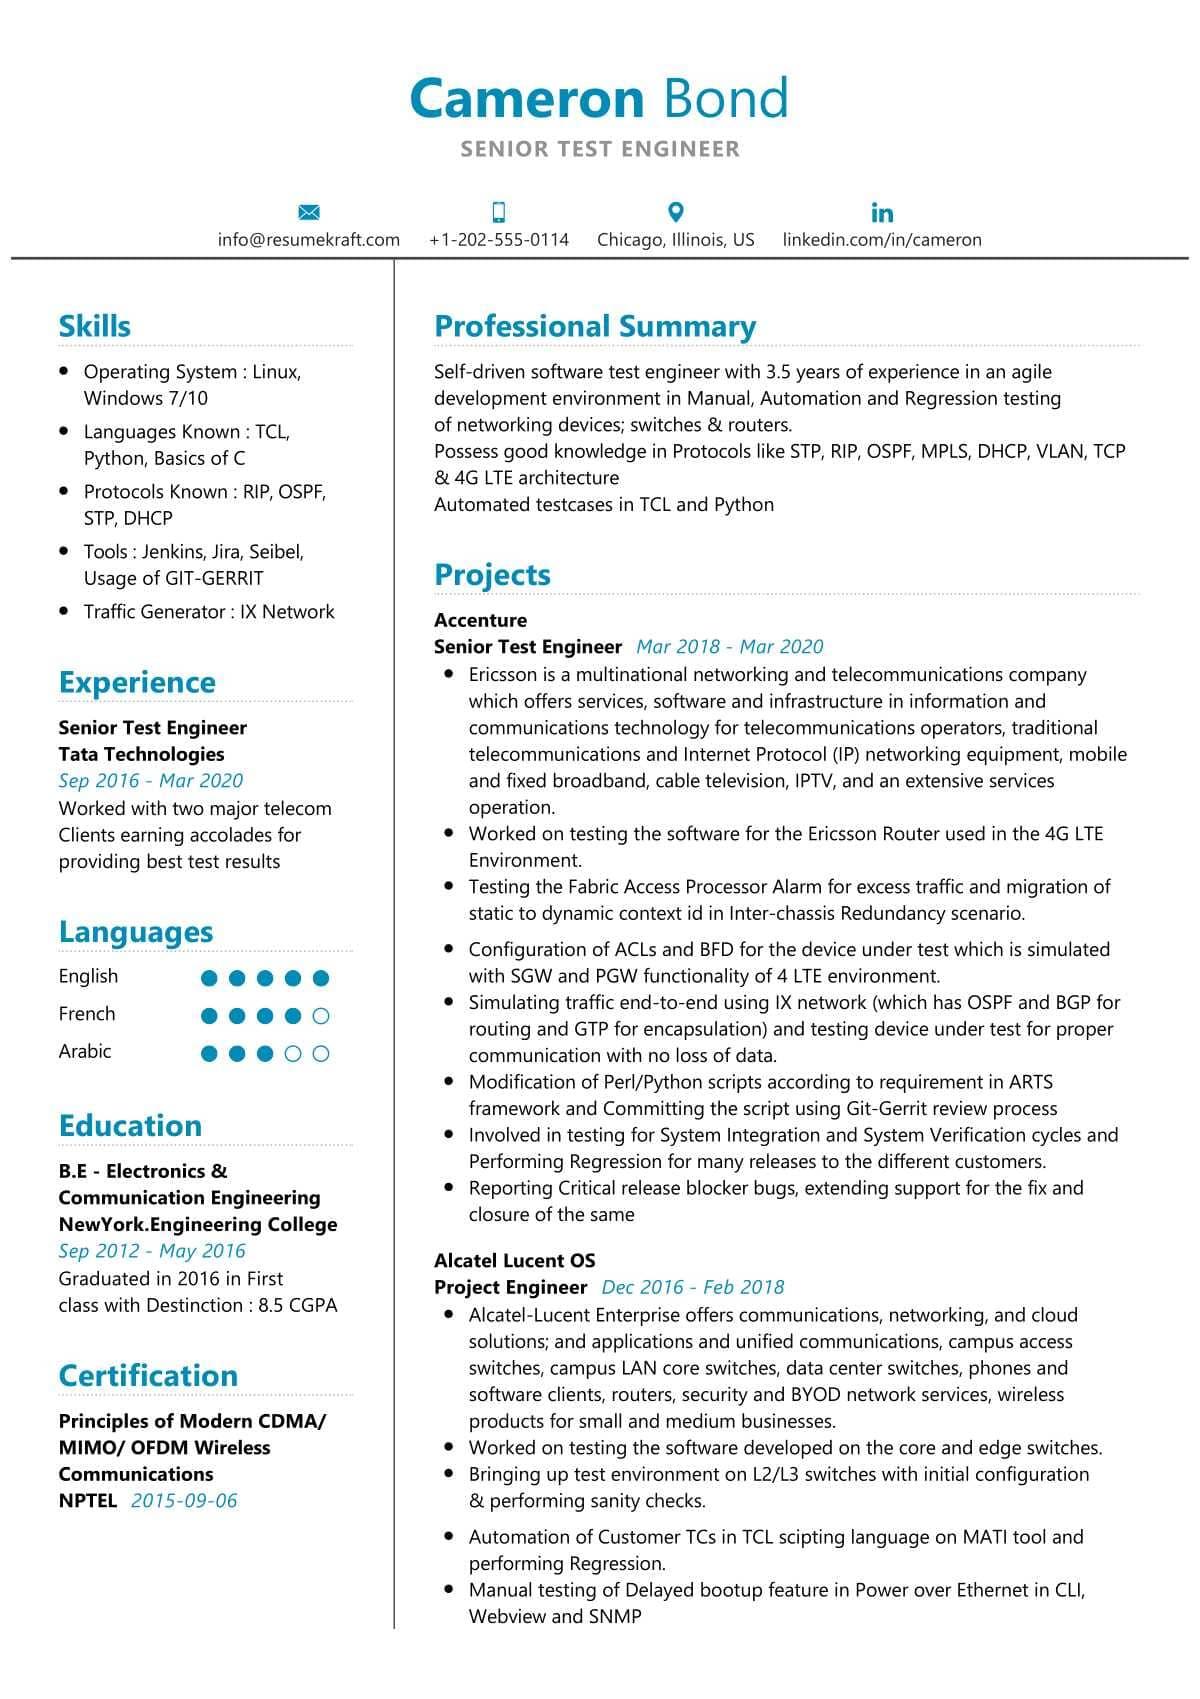 Cameron Bond
SENIOR TEST ENGINEER
info@resumekraft.com
+1-202-555-0114
Chicago, Illinois, US
linkedin.com/in/cameron
Skills
Operating System : Linux,
Windows 7/10
Languages Known : TCL,
Python, Basics of C
Protocols Known : RIP, OSPF,
STP, DHCP
Tools : Jenkins, Jira, Seibel,
Usage of GIT-GERRIT
Traffic Generator : IX Network
Experience
Senior Test Engineer
Tata Technologies
Sep 2016 - Mar 2020
Worked with two major telecom
Clients earning accolades for
providing best test results
Languages
English
French
Arabic
Education
B.E - Electronics &
Communication Engineering
NewYork.Engineering College
Sep 2012 - May 2016
Graduated in 2016 in First
class with Destinction : 8.5 CGPA
Certification
Principles of Modern CDMA/
MIMO/ OFDM Wireless
Communications
NPTEL 2015-09-06
Professional Summary
Self-driven software test engineer with 3.5 years of experience in an agile
development environment in Manual, Automation and Regression testing
of networking devices; switches & routers.
Possess good knowledge in Protocols like STP, RIP, OSPF, MPLS, DHCP, VLAN, TCP
& 4G LTE architecture
Automated testcases in TCL and Python
Projects
Accenture
Senior Test Engineer Mar 2018 - Mar 2020
Ericsson is a multinational networking and telecommunications company
which offers services, software and infrastructure in information and
communications technology for telecommunications operators, traditional
telecommunications and Internet Protocol (IP) networking equipment, mobile
and fixed broadband, cable television, IPTV, and an extensive services
operation.
Worked on testing the software for the Ericsson Router used in the 4G LTE
Environment.
Testing the Fabric Access Processor Alarm for excess traffic and migration of
static to dynamic context id in Inter-chassis Redundancy scenario.
Configuration of ACLs and BFD for the device under test which is simulated
with SGW and PGW functionality of 4 LTE environment.
Simulating traffic end-to-end using IX network (which has OSPF and BGP for
routing and GTP for encapsulation) and testing device under test for proper
communication with no loss of data.
Modification of Perl/Python scripts according to requirement in ARTS
framework and Committing the script using Git-Gerrit review process
Involved in testing for System Integration and System Verification cycles and
Performing Regression for many releases to the different customers.
Reporting Critical release blocker bugs, extending support for the fix and
closure of the same
Alcatel Lucent OS
Project Engineer Dec 2016 - Feb 2018
Alcatel-Lucent Enterprise offers communications, networking, and cloud
solutions; and applications and unified communications, campus access
switches, campus LAN core switches, data center switches, phones and
software clients, routers, security and BYOD network services, wireless
products for small and medium businesses.
Worked on testing the software developed on the core and edge switches.
Bringing up test environment on L2/L3 switches with initial configuration
& performing sanity checks.
Automation of Customer TCs in TCL scipting language on MATI tool and
performing Regression.
Manual testing of Delayed bootup feature in Power over Ethernet in CLI,
Webview and SNMP